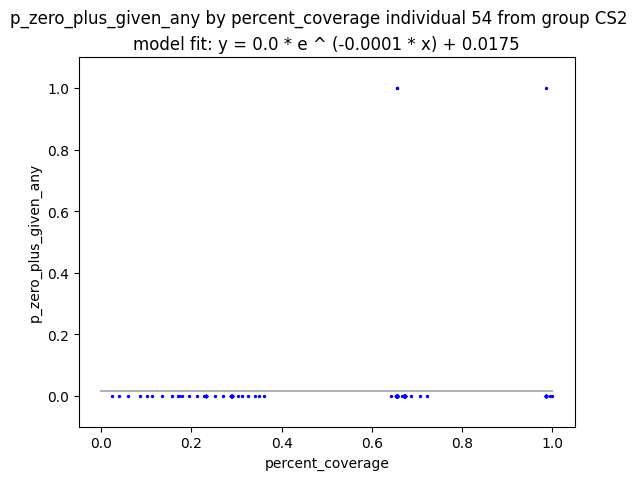 p_zero_plus_given_any by percent_coverage individual 54 from group CS2
model fit: y = 0.0 * e ^ (-0.0001 * x) + 0.0175
1.0
0.8
0.6
0.4
0.2
0.0
p_zero_plus_given_any
0.0 0.2 0.4 0.6 0.8 1.0
percent_coverage